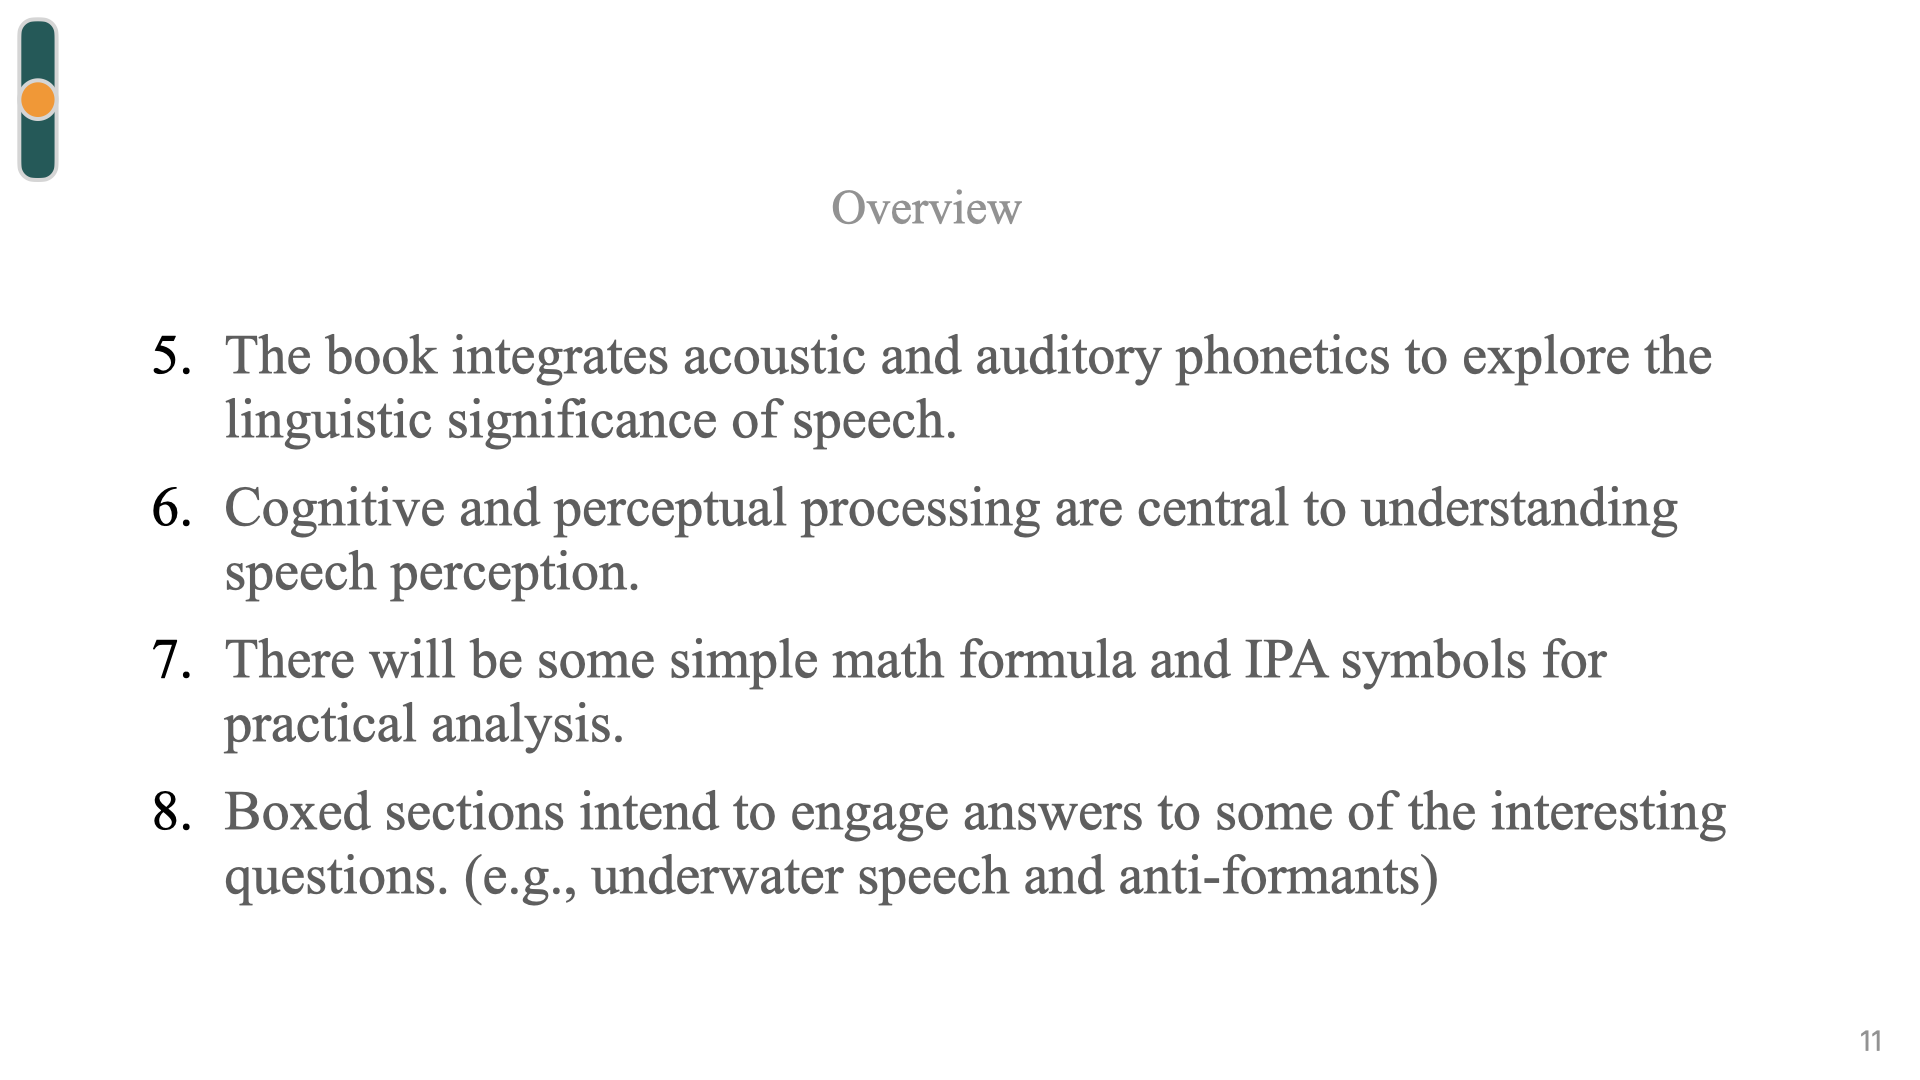 Overview
5. The book integrates acoustic and auditory phonetics to explore the
linguistic significance of speech.
6. Cognitive and perceptual processing are central to understanding
speech perception.
7. There will be some simple math formula and IPA symbols for
practical analysis.
8. Boxed sections intend to engage answers to some of the interesting
questions. (e.g., underwater speech and anti-formants)
11